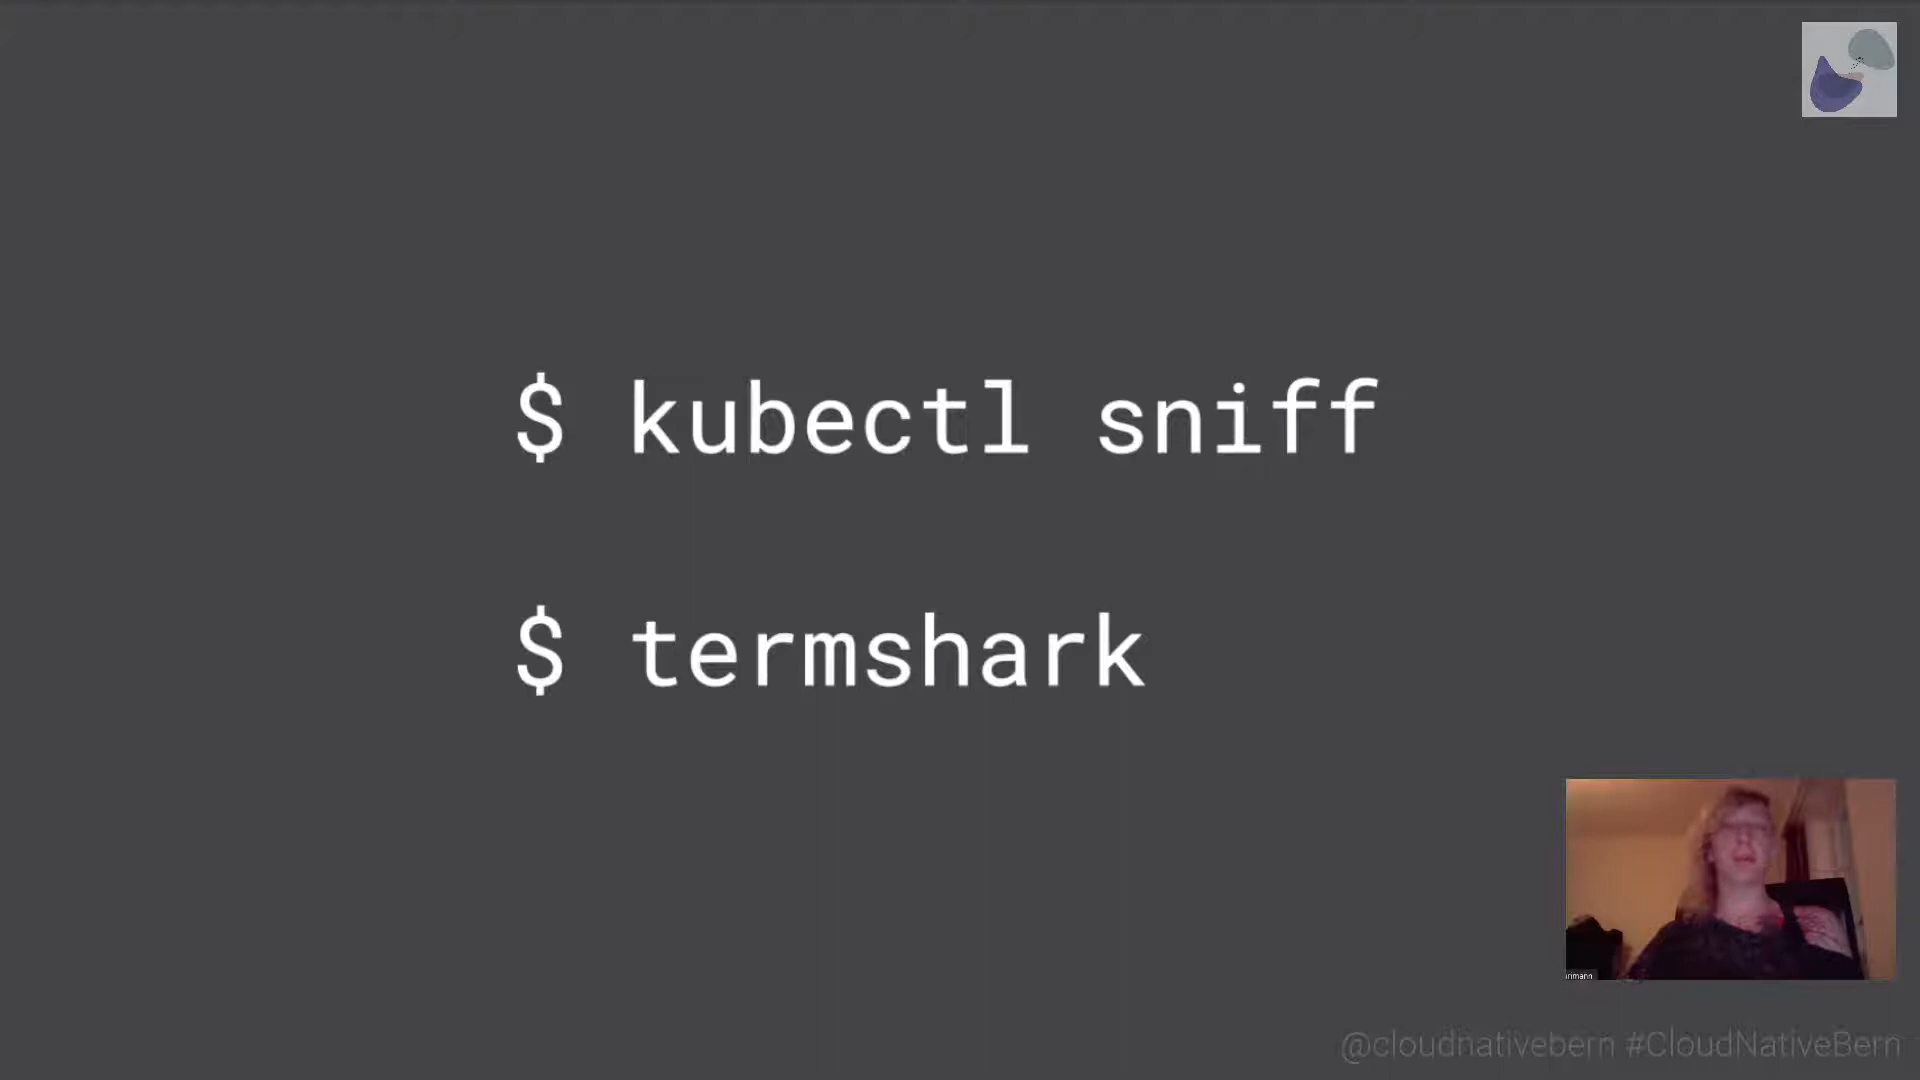 $ kubectl sniff
$ termshark
@cloudnativebern #CloudNativeBern